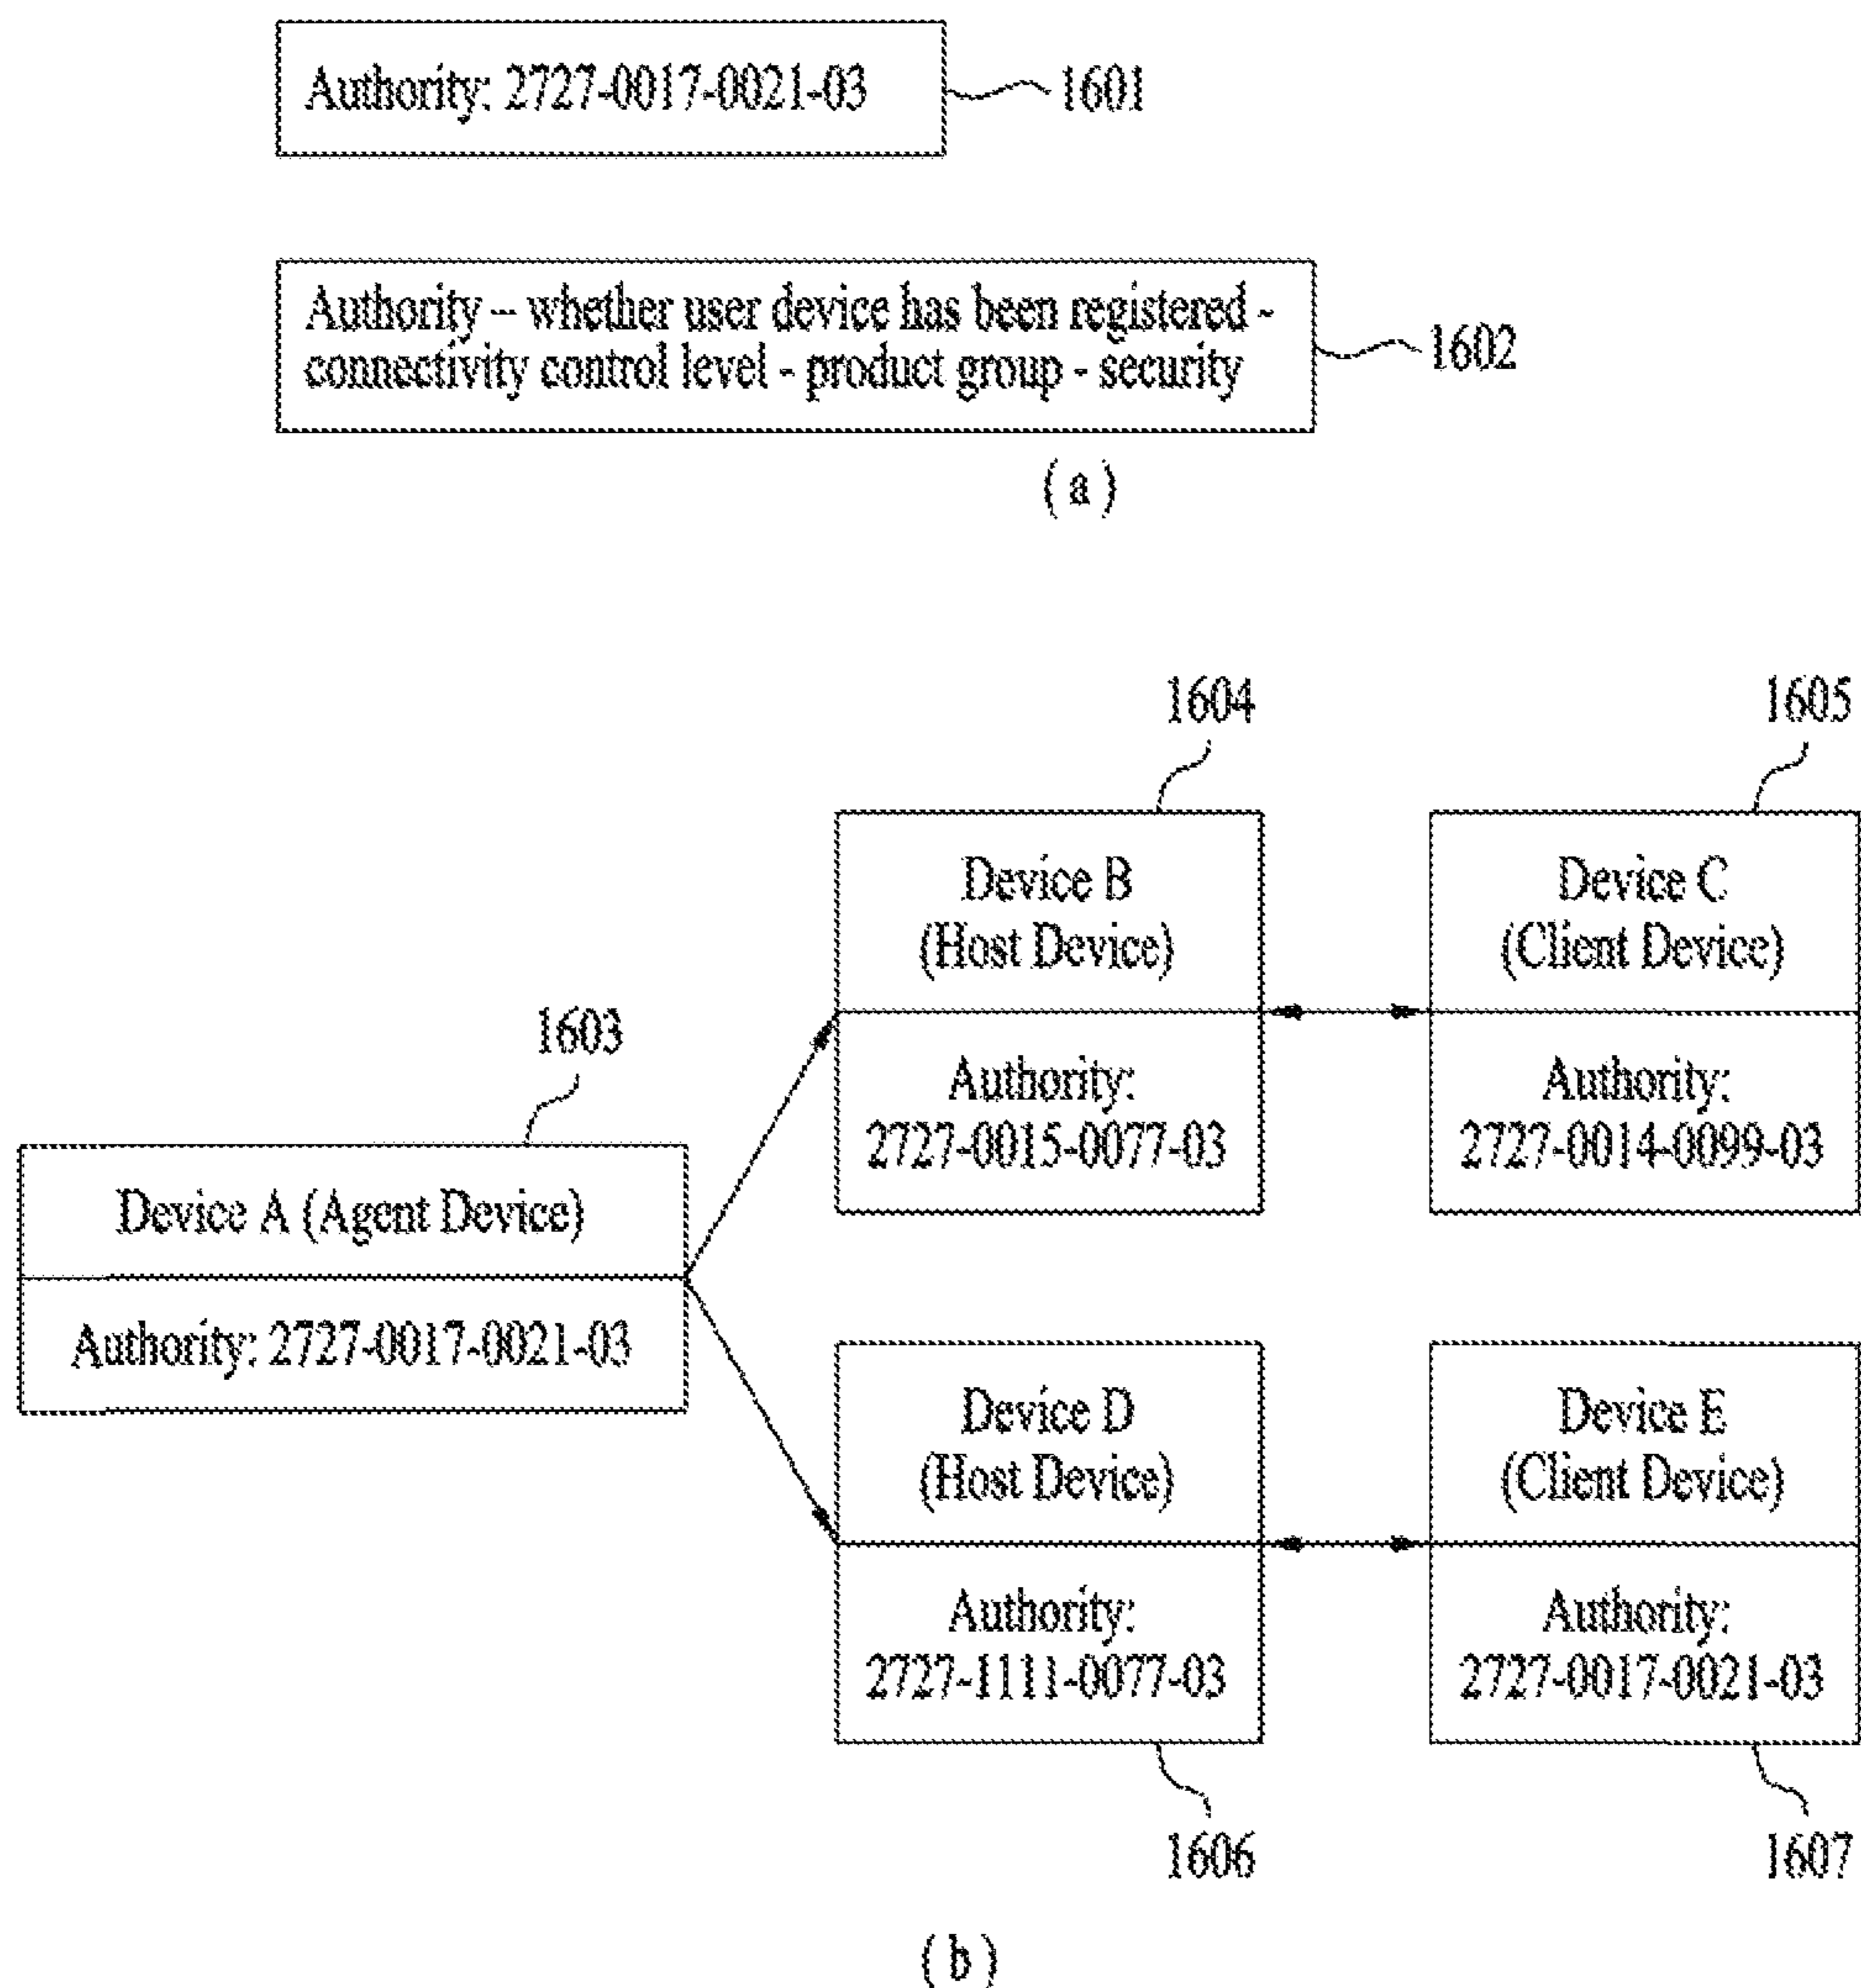 Authority: 2727-0017-0021-03
1601
Authority – whether user device has been registered -
connectivity control level - product group - security
1602
( a )
1604
1605
Device B
(Host Device)
Authority:
2727-0015-0077-03
Device C
(Client Device)
Authority:
2727-0014-0099-03
1603
Device A (Agent Device)
Authority: 2727-0017-0021-03
Device D
(Host Device)
Authority:
2727-1111-0077-03
Device E
(Client Device)
Authority:
2727-0017-0021-03
1606
1607
( b )